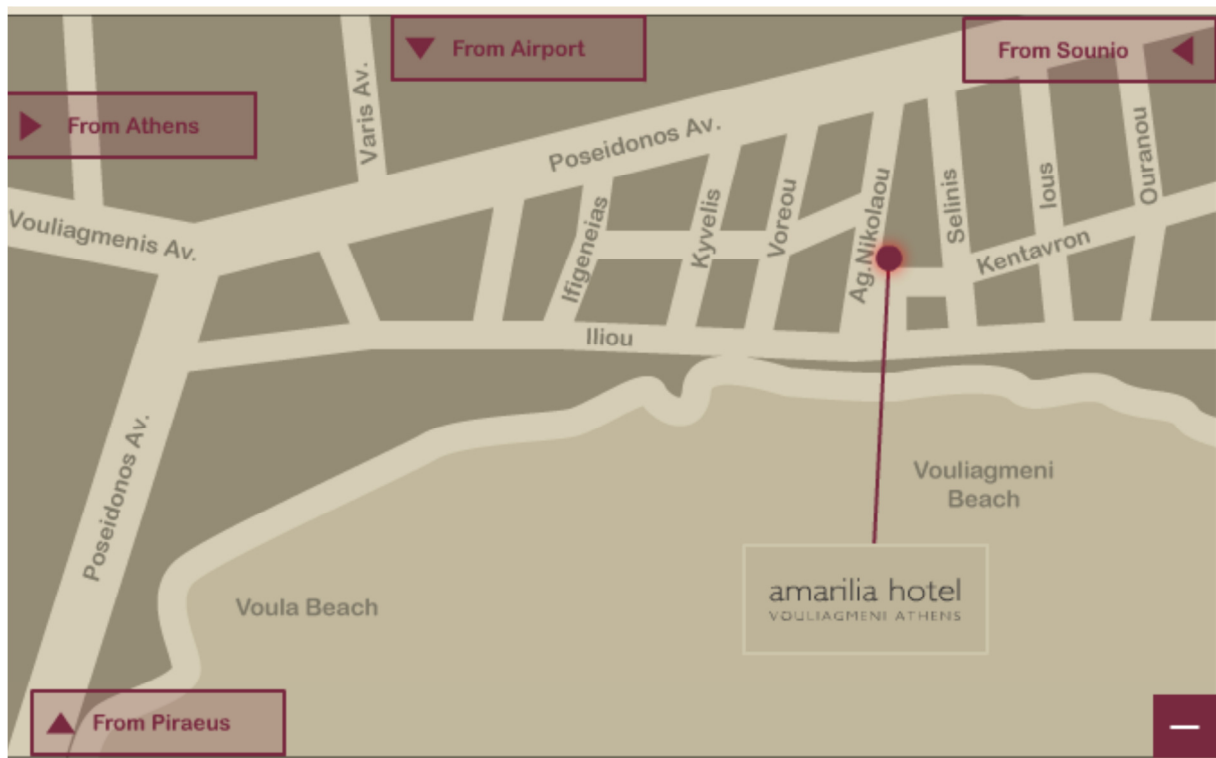 From Airport
From Sounio
From Athens
Varis Av.
Poseidonos Av.
Vouliagmenis Av.
Ifigeneias
Kyvelis
Voreou
Ag.Nikolaou
Selinis
Ious
Ouranou
Kentavron
Iliou
Poseidonos Av.
Vouliagmeni
Beach
Voula Beach
amarilia hotel
VOULIAGMENI ATHENS
From Piraeus